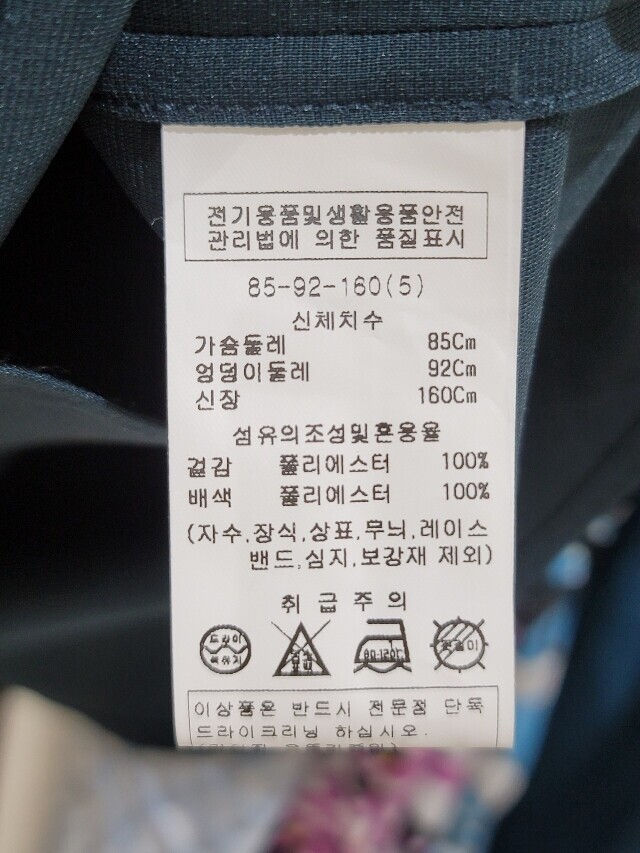 전기용품및생활용품안전
관리법에 의한 품질표시
85-92-160(5)
신체치수
가슴둘레 85Cm
엉덩이둘레 92Cm
신장 160Cm
섬유의조성및혼용율
겉감 폴리에스터 100%
배색 폴리에스터 100%
(자수,장식,상표,무늬,레이스
밴드,심지,보강재 제외)
취 급 주 의
드라이
80-120℃
이상품은 반드시 전문점 단독
드라이크리닝 하십시오.